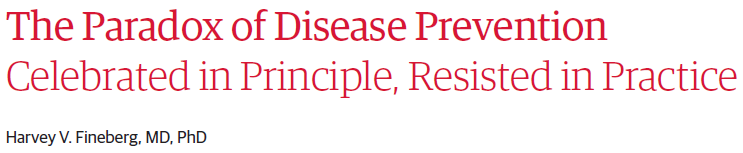 The Paradox of Disease Prevention
Celebrated in Principle, Resisted in Practice
Harvey V. Fineberg, MD, PhD